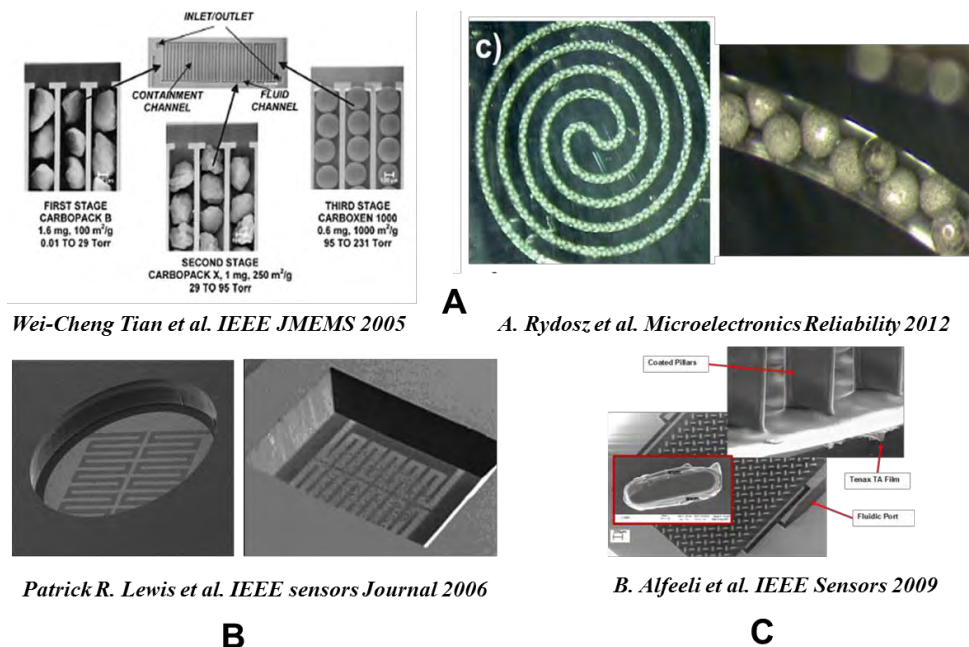 INLET/OUTLET
CONTAINMENT
CHANNEL
FLUID
CHANNEL
FIRST STAGE
CARBOPACK B
1.6 mg, 100 m²/g
0.01 TO 29 Torr
SECOND STAGE
CARBOPACK X, 1 mg, 250 m²/g
29 TO 95 Torr
THIRD STAGE
CARBOXEN 1000
0.6 mg, 1000 m²/g
95 TO 231 Torr
c)
A
Wei-Cheng Tian et al. IEEE JMEMS 2005
A. Rydosz et al. Microelectronics Reliability 2012
Coated Pillars
Tenax TA Film
Fluidic Port
Patrick R. Lewis et al. IEEE sensors Journal 2006
B. Alfeeli et al. IEEE Sensors 2009
B
C